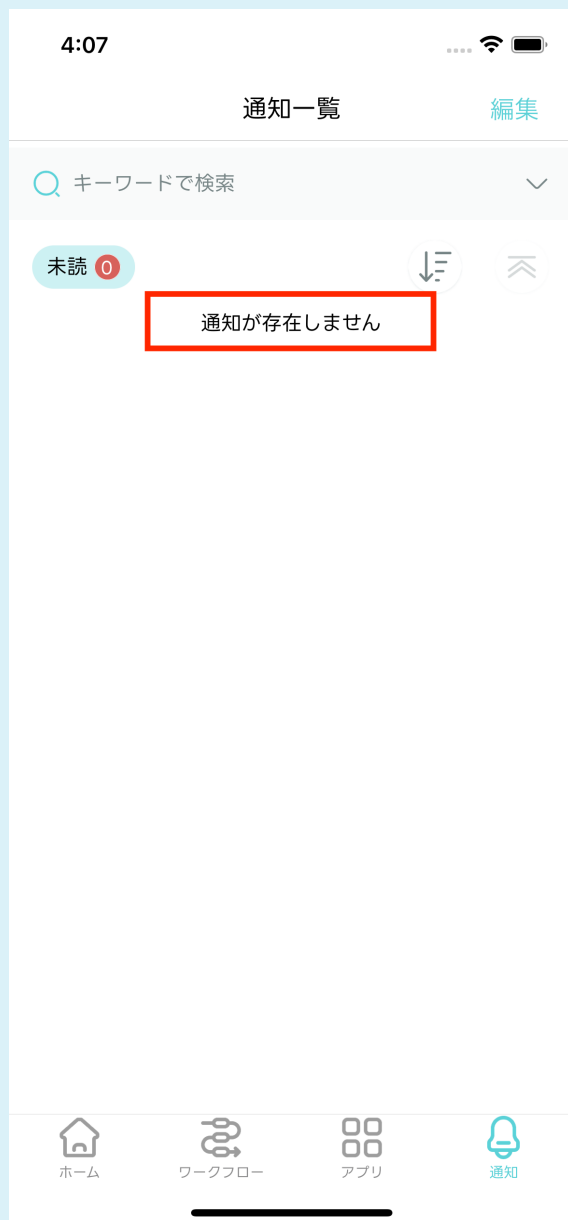 4:07
通知一覧 編集
キーワードで検索
未読 0
通知が存在しません
ホーム ワークフロー アプリ 通知